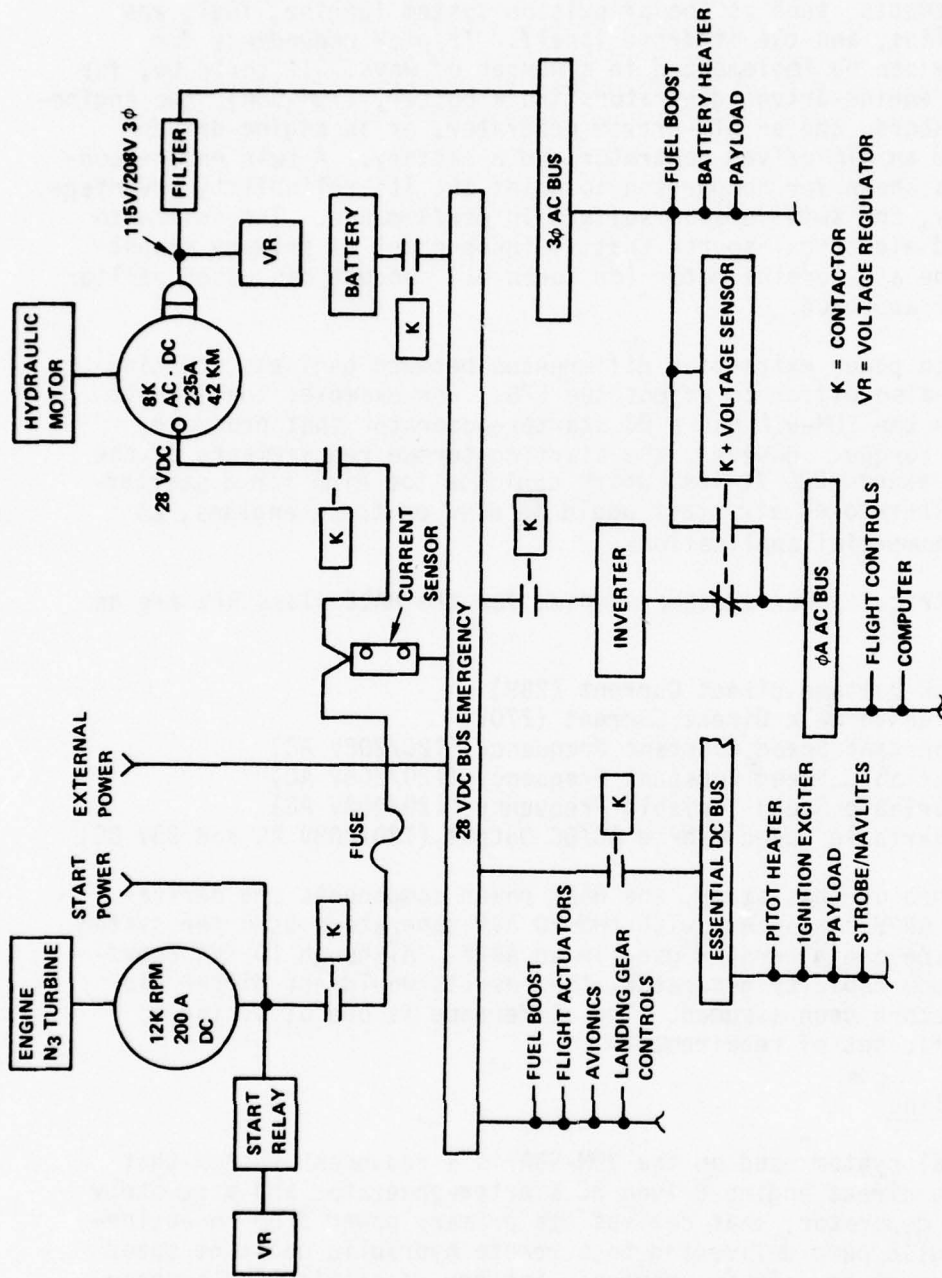 ENGINE
N3 TURBINE
12K RPM
200 A
DC
START
RELAY
VR
START
POWER
EXTERNAL
POWER
K
FUSE
HYDRAULIC
MOTOR
8K
AC DC
235A
42 KM
28 VDC
115V/208V 3ϕ
FILTER
VR
K
CURRENT
SENSOR
BATTERY
K
28 VDC BIS EMERGENCY
FUEL BOOST
FLIGHT ACTUATORS
AVIONICS
LANDING GEAR
CONTROLS
K
ESSENTIAL DC BUS
PITOT HEATER
IGNITION EXCITER
PAYLOAD
STROBE/NAVLITES
K
INVERTER
K - VOLTAGE SENSOR
3ϕ AC BUS
FUEL BOOST
BATTERY HEATER
PAYLOAD
ϕA AC BUS
FLIGHT CONTROLS
COMPUTER
K = CONTACTOR
VR = VOLTAGE REGULATOR